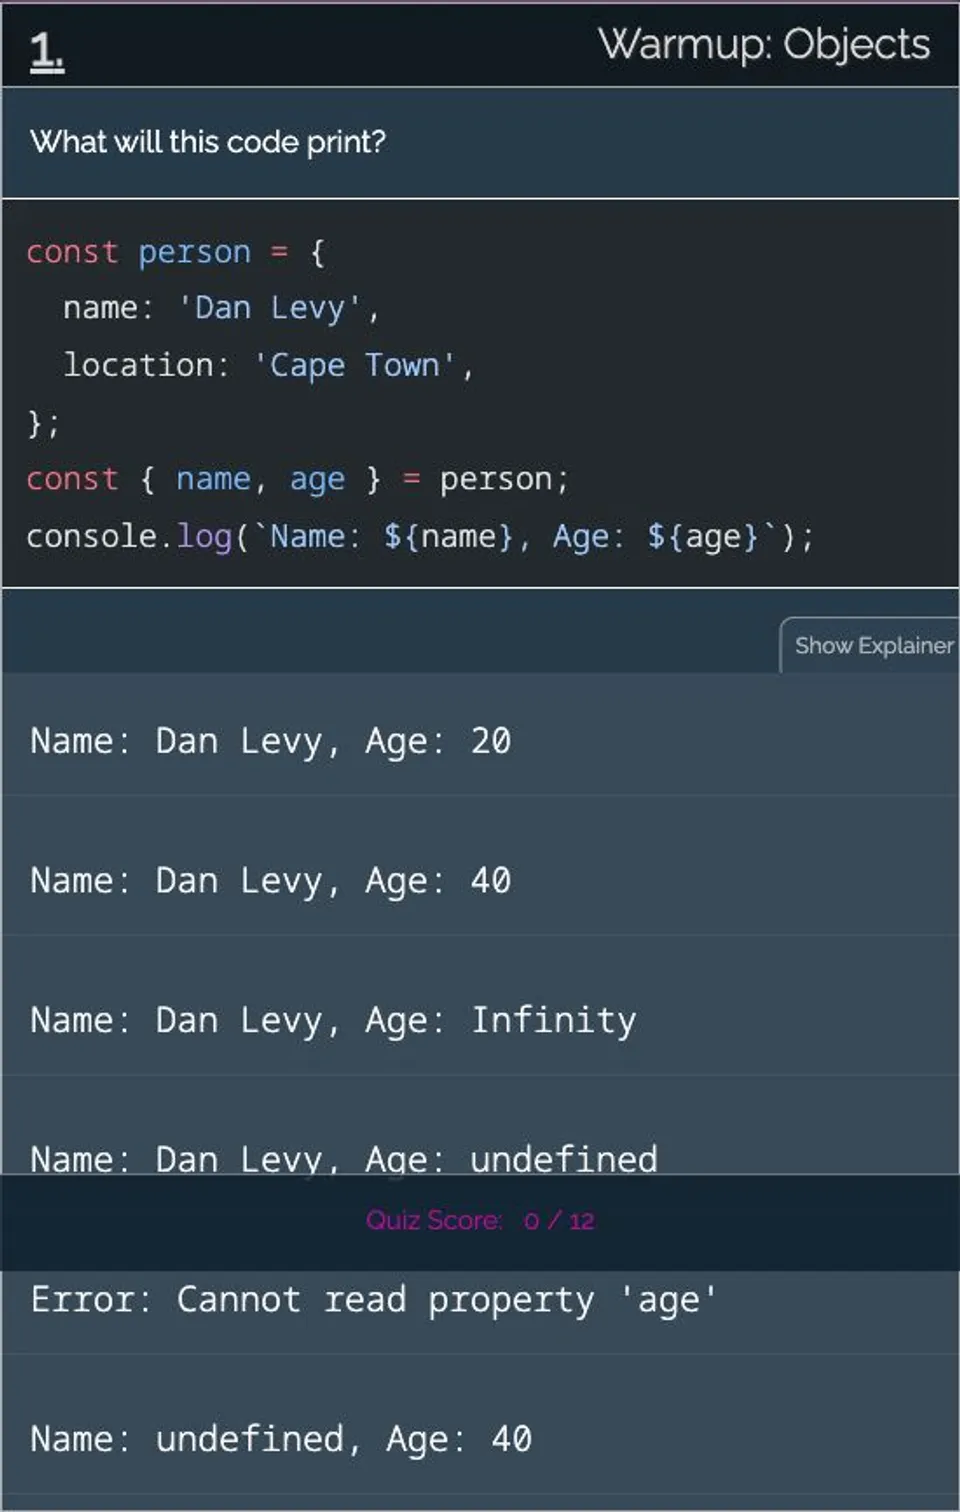 1.
Warmup: Objects
What will this code print?
const person = {
  name: 'Dan Levy',
  location: 'Cape Town',
};
const { name, age } = person;
console.log(`Name: ${name}, Age: ${age}`);
Show Explainer
Name: Dan Levy, Age: 20
Name: Dan Levy, Age: 40
Name: Dan Levy, Age: Infinity
Name: Dan Levy, Age: undefined
Quiz Score: 0 / 12
Error: Cannot read property 'age'
Name: undefined, Age: 40